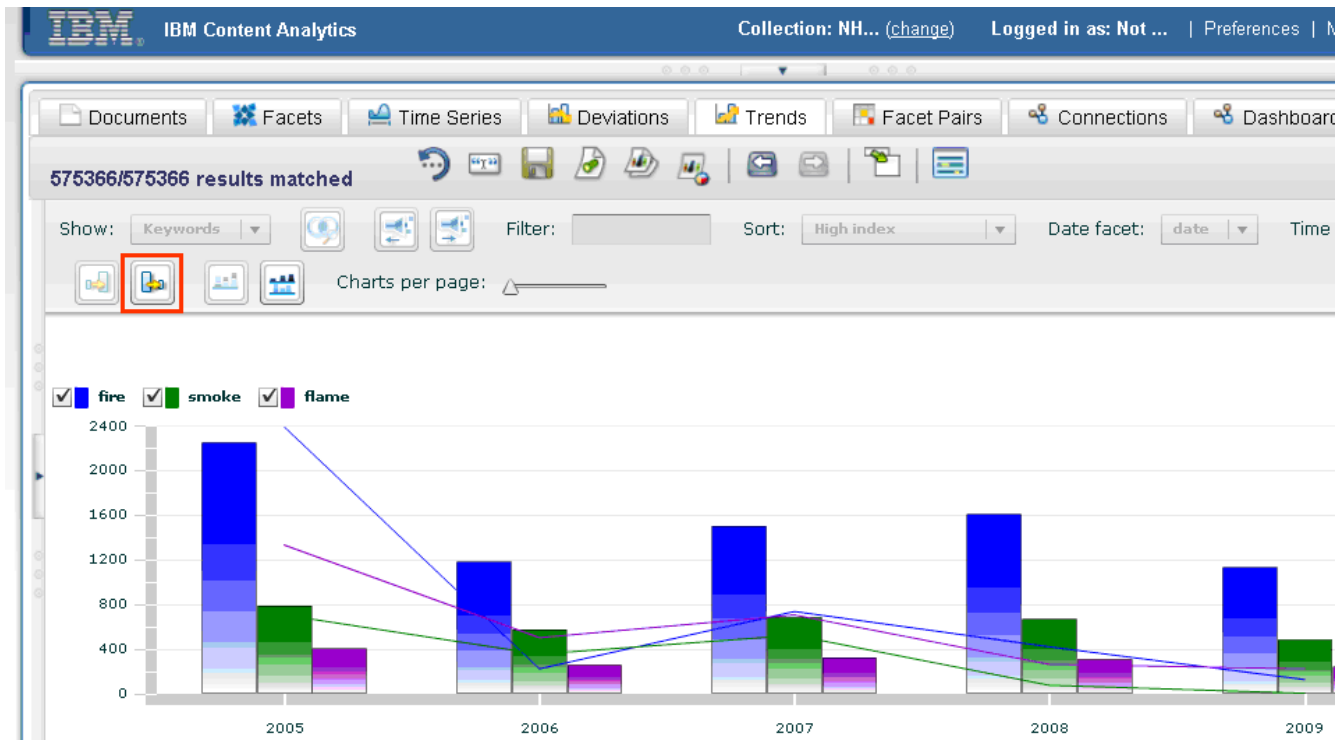 IBM® IBM Content Analytics Collection: NH... (change) Logged in as: Not ... | Preferences |
Documents Facets Time Series Deviations Trends Facet Pairs Connections Dashboard
575366/575366 results matched
Show: Keywords Filter: Sort: High index Date facet: date Time
Charts per page:
fire smoke flame
2400
2000
1600
1200
800
400
0
2005 2006 2007 2008 2009